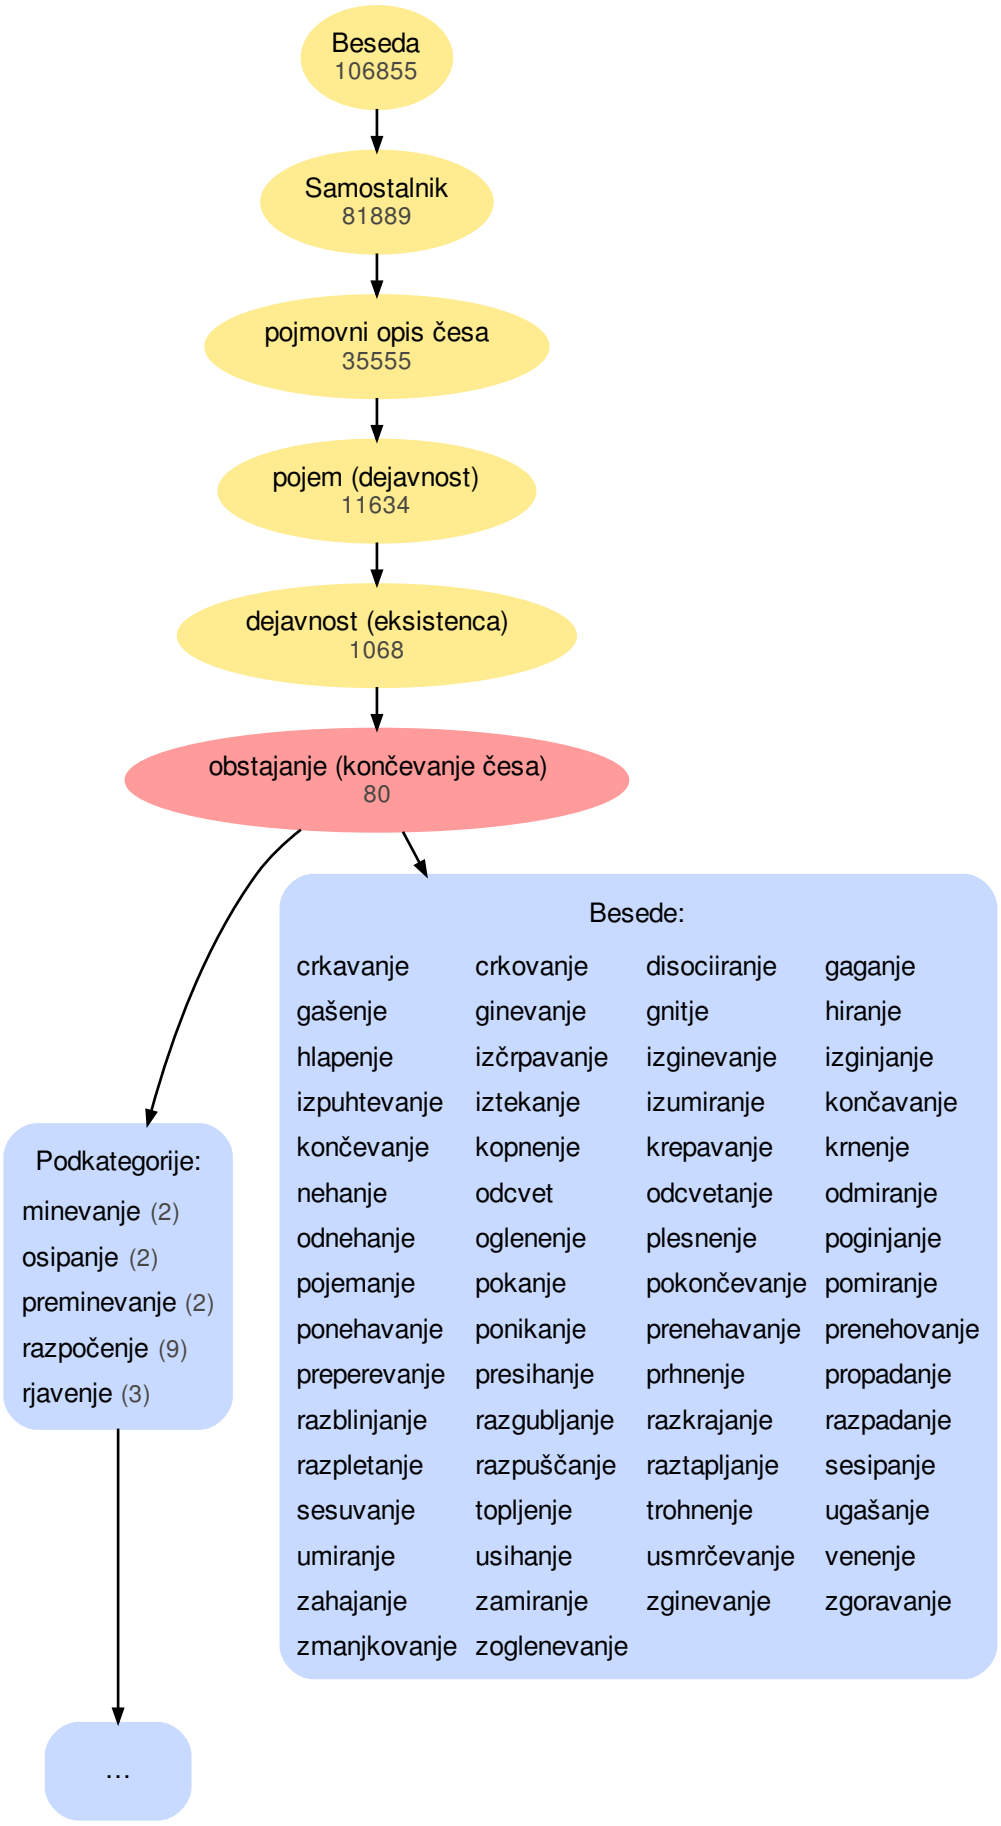 Beseda
106855
Samostalnik
81889
pojmovni opis česa
35555
pojem (dejavnost)
11634
dejavnost (eksistenca)
1068
obstajanje (končevanje česa)
80
Besede:
crkavanje crkovanje disociiranje gaganje
gašenje ginevanje gnitje hiranje
hlapenje izčrpavanje izginevanje izginjanje
izpuhtevanje iztekanje izumiranje končavanje
končevanje kopnenje krepavanje krnenje
nehanje odcvet odcvetanje odmiranje
odnehanje oglenenje plesnenje poginjanje
pojemanje pokanje pokončevanje pomiranje
ponehavanje ponikanje prenehavanje prenehovanje
preperevanje presihanje prhnenje propadanje
razblinjanje razgubljanje razkrajanje razpadanje
razpletanje razpuščanje raztapljanje sesipanje
sesuvanje topljenje trohnenje ugašanje
umiranje usihanje usmrčevanje venenje
zahajanje zamiranje zginevanje zgoravanje
zmanjkovanje zoglenevanje
Podkategorije:
minevanje (2)
osipanje (2)
preminevanje (2)
razpočenje (9)
rjavenje (3)
...